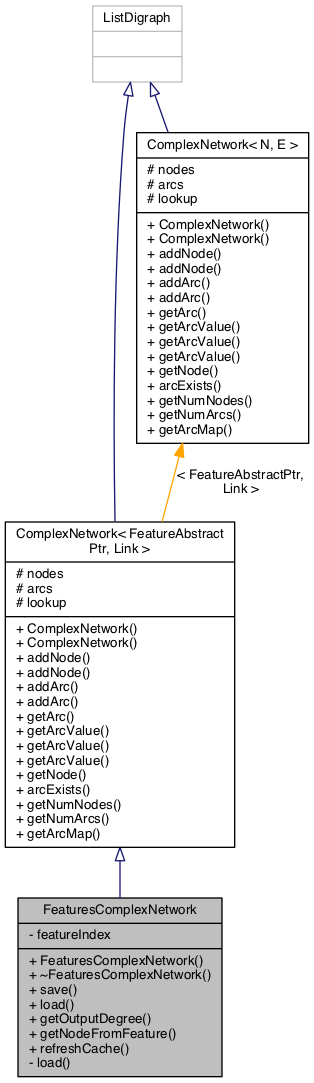 ListDigraph
ComplexNetwork< N, E >
# nodes
# arcs
# lookup
+ ComplexNetwork()
+ ComplexNetwork()
+ addNode()
+ addNode()
+ addArc()
+ addArc()
+ getArc()
+ getArcValue()
+ getArcValue()
+ getArcValue()
+ getNode()
+ arcExists()
+ getNumNodes()
+ getNumArcs()
+ getArcMap()
< FeatureAbstractPtr,
Link >
ComplexNetwork< FeatureAbstract
Ptr, Link >
# nodes
# arcs
# lookup
+ ComplexNetwork()
+ ComplexNetwork()
+ addNode()
+ addNode()
+ addArc()
+ addArc()
+ getArc()
+ getArcValue()
+ getArcValue()
+ getArcValue()
+ getNode()
+ arcExists()
+ getNumNodes()
+ getNumArcs()
+ getArcMap()
FeaturesComplexNetwork
- featureIndex
+ FeaturesComplexNetwork()
+ ~FeaturesComplexNetwork()
+ save()
+ load()
+ getOutputDegree()
+ getNodeFromFeature()
+ refreshCache()
- load()